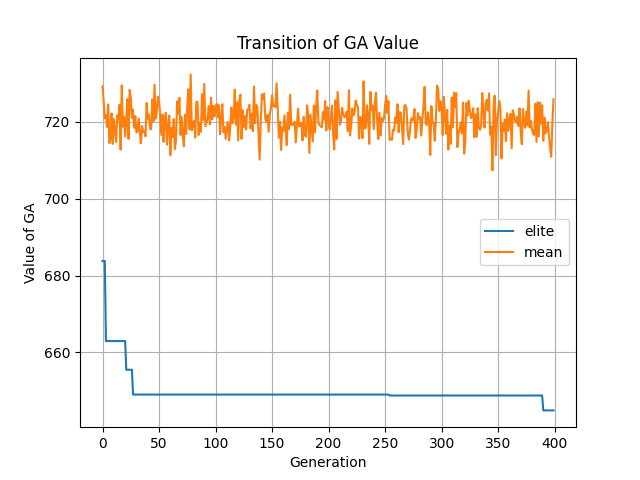 Transition of GA Value
Value of GA
720
700
680
660
elite
mean
0 50 100 150 200 250 300 350 400
Generation